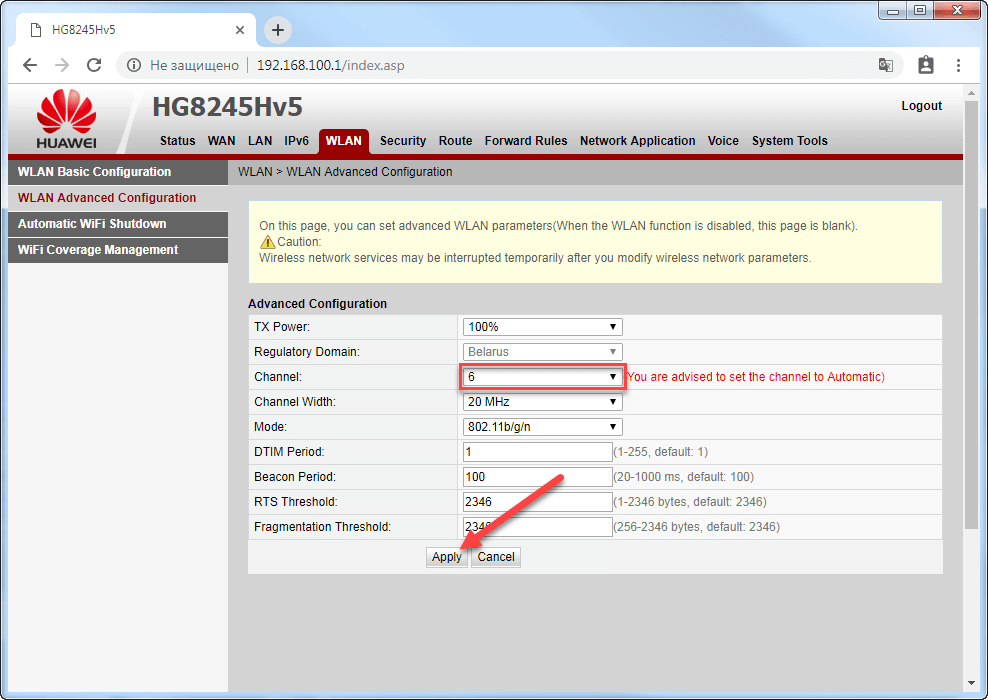 HG8245Hv5
Не защищено 192.168.100.1/index.asp
HUAWEI
HG8245Hv5
Logout
Status WAN LAN IPv6 WLAN Security Route Forward Rules Network Application Voice System Tools
WLAN Basic Configuration
WLAN Advanced Configuration
Automatic WiFi Shutdown
WiFi Coverage Management
WLAN > WLAN Advanced Configuration
On this page, you can set advanced WLAN parameters(When the WLAN function is disabled, this page is blank).
Caution:
Wireless network services may be interrupted temporarily after you modify wireless network parameters.
Advanced Configuration
TX Power: 100%
Regulatory Domain: Belarus
Channel: 6 You are advised to set the channel to Automatic)
Channel Width: 20 MHz
Mode: 802.11b/g/n
DTIM Period: 1 (1-255, default: 1)
Beacon Period: 100 (20-1000 ms, default: 100)
RTS Threshold: 2346 (1-2346 bytes, default: 2346)
Fragmentation Threshold: 2346 (256-2346 bytes, default: 2346)
Apply Cancel